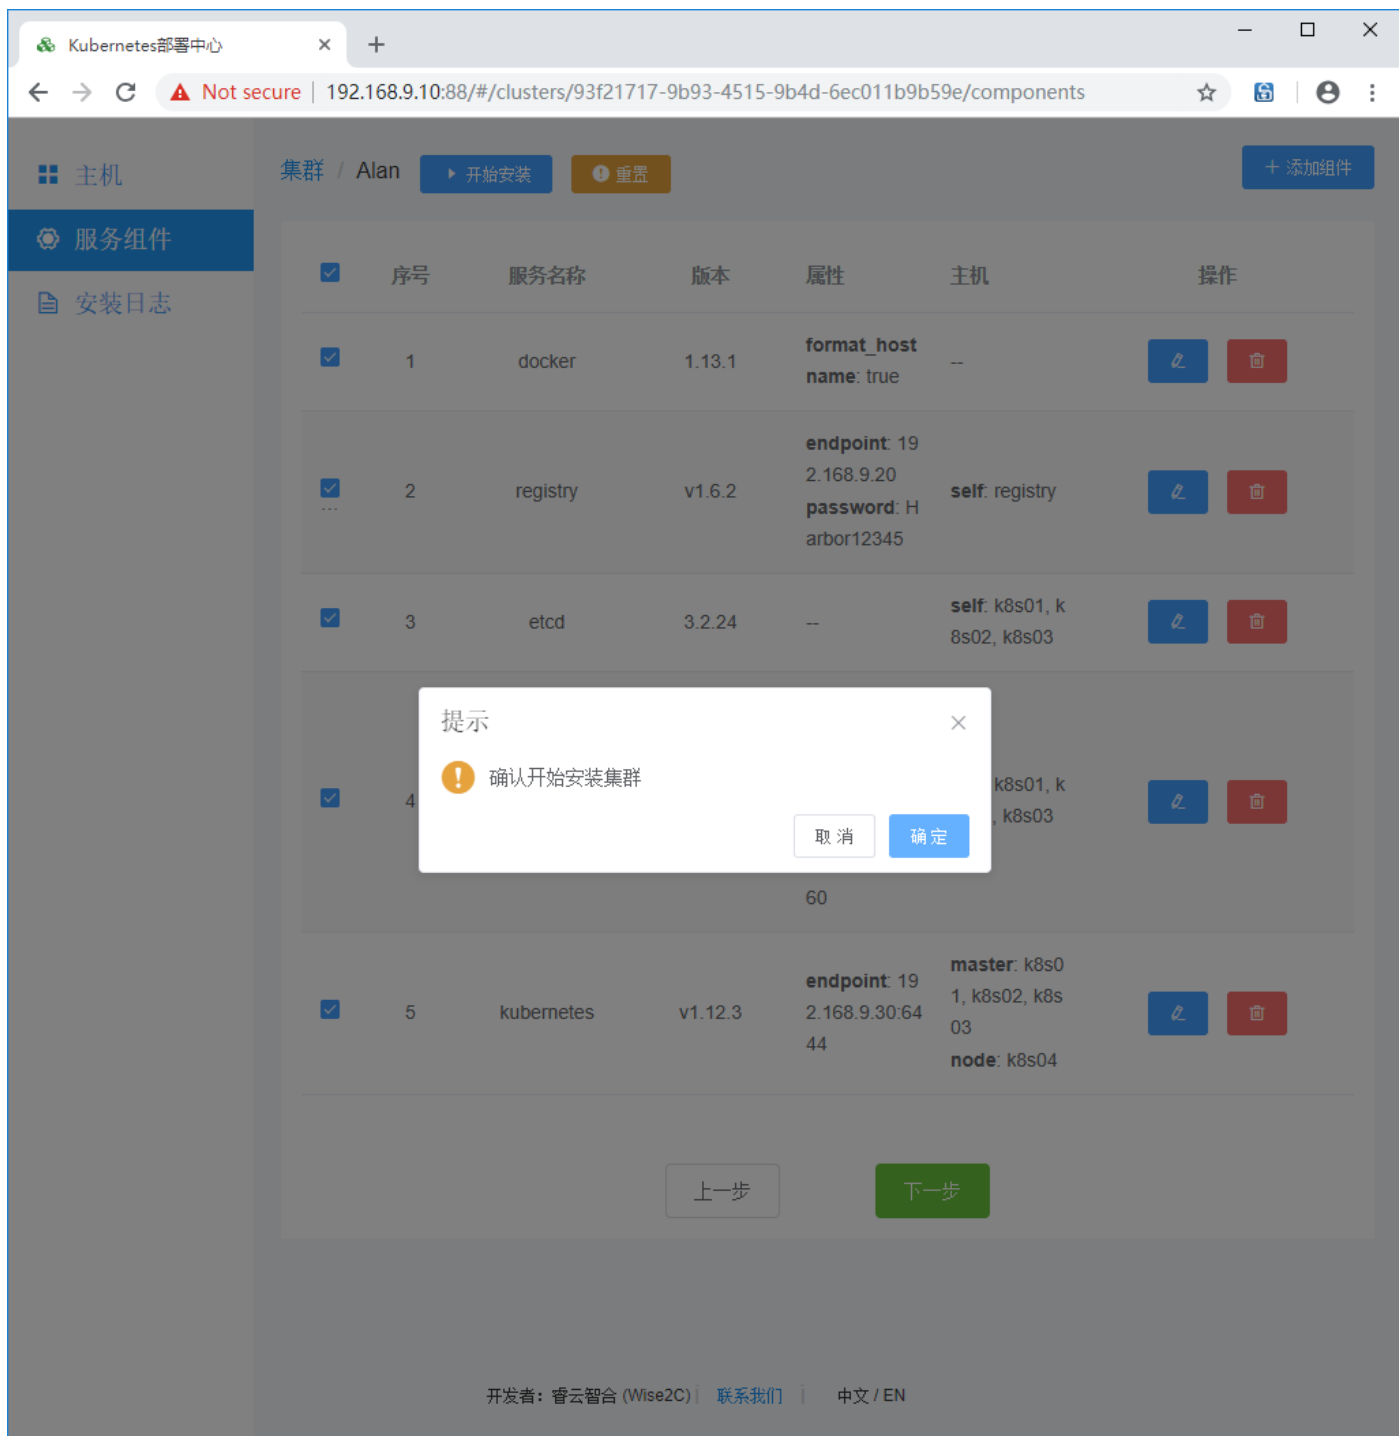 Kubernetes部署中心
Not secure | 192.168.9.10:88/#/clusters/93f21717-9b93-4515-9b4d-6ec011b9b59e/components
主机
集群 / Alan
开始安装
重置
+ 添加组件
服务组件
安装日志
序号 服务名称 版本 属性 主机 操作
1 docker 1.13.1 format_host
name: true
--
2 registry v1.6.2 endpoint: 19
2.168.9.20
password: H
arbor12345
self: registry
3 etcd 3.2.24 --
self: k8s01, k
8s02, k8s03
提示
确认开始安装集群
取消 确定
4
k8s01, k
, k8s03
60
5 kubernetes v1.12.3 endpoint: 19
2.168.9.30:64
44
master: k8s0
1, k8s02, k8s
03
node: k8s04
上一步 下一步
开发者：睿云智合 (Wise2C) | 联系我们 | 中文 / EN